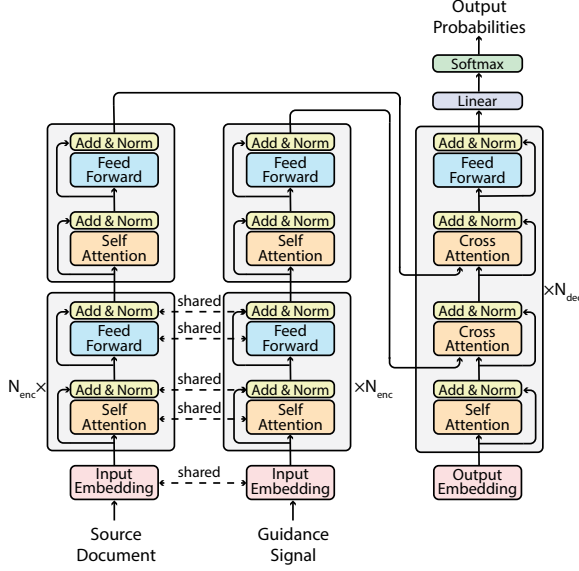 Output
Probabilities
Softmax
Linear
Add & Norm
Feed
Forward
Add & Norm
Self
Attention
Add & Norm
Feed
Forward
Add & Norm
Self
Attention
Add & Norm
Feed
Forward
Add & Norm
Cross
Attention
Add & Norm
Feed
Forward
Add & Norm
Self
Attention
N enc ×
shared
shared
shared
shared
Add & Norm
Feed
Forward
Add & Norm
Self
Attention
×N enc
Add & Norm
Cross
Attention
Add & Norm
Self
Attention
×N dec
Input
Embedding
shared
Input
Embedding
Output
Embedding
Source
Document
Guidance
Signal